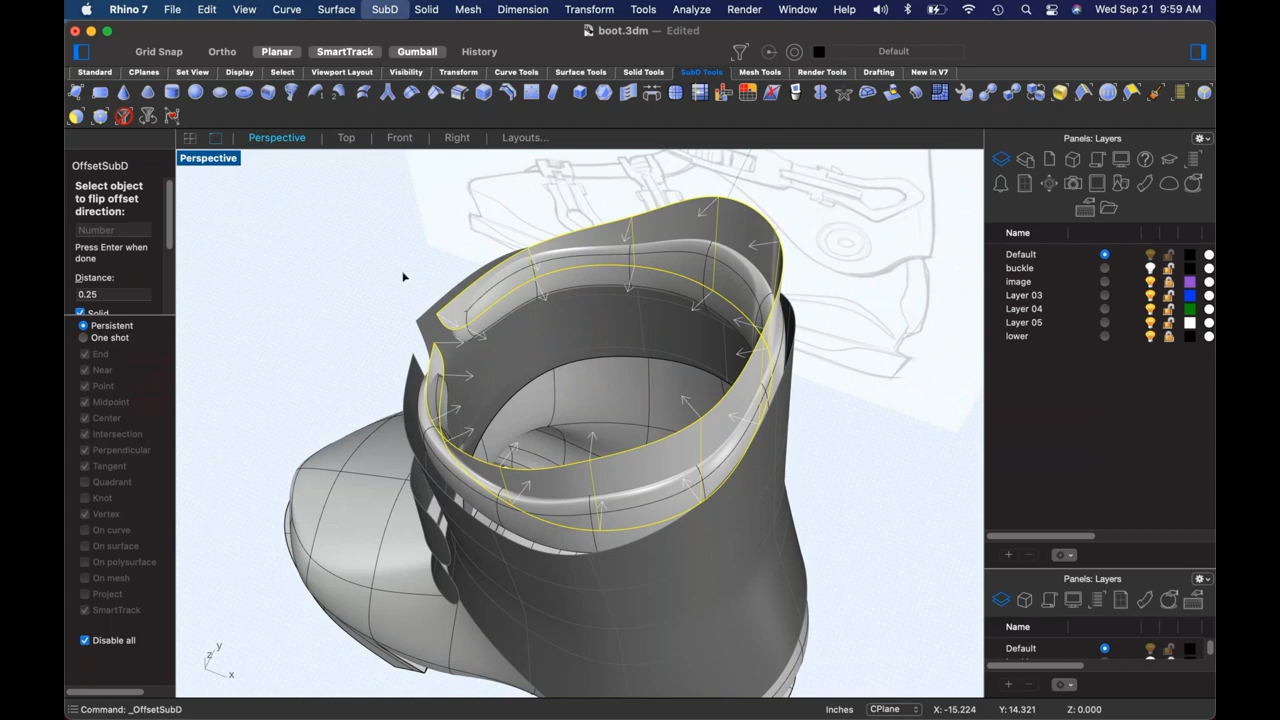 Rhino 7 File Edit View Curve Surface SubD Solid Mesh Dimension Transform Tools Analyze Render Window Help Wed Sep 21 9:59 AM
boot.3dm — Edited
Grid Snap Ortho Planar SmartTrack Gumball History Default
Standard CPlanes Set View Display Select Viewport Layout Visibility Transform Curve Tools Surface Tools Solid Tools SubD Tools Mesh Tools Render Tools Drafting New in V7
Perspective Top Front Right Layouts...
Perspective
OffsetSubD
Select object
to flip offset
direction:
Number
Press Enter when
done
Distance:
0.25
Solid
Persistent
One shot
End
Near
Point
Midpoint
Center
Intersection
Perpendicular
Tangent
Quadrant
Knot
Vertex
On curve
On surface
On polysurface
On mesh
Project
SmartTrack
Disable all
z y
x
Panels: Layers
Name
Default
buckle
image
Layer 03
Layer 04
Layer 05
lower
Panels: Layers
Name
Default
Command: _OffsetSubD Inches CPlane X: -15.224 Y: 14.321 Z: 0.000